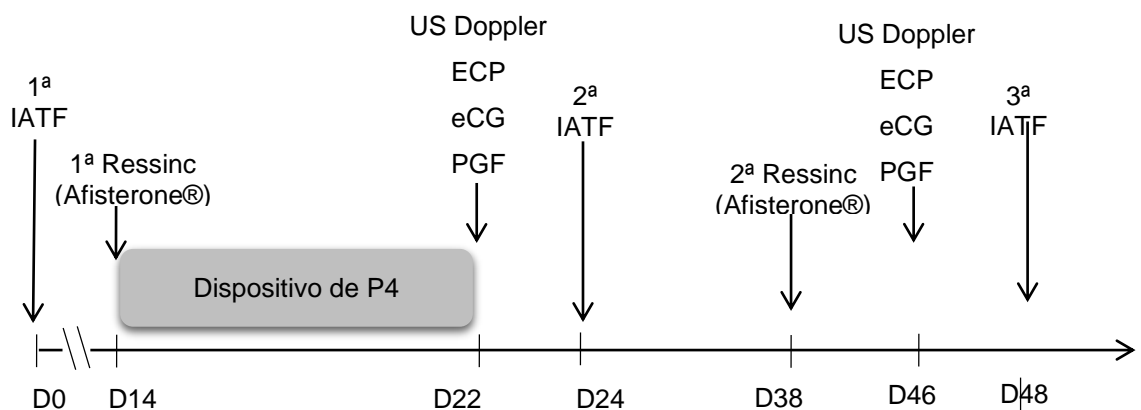 1ª
IATF
1ª Ressinc
(Afisterone®)
US Doppler
ECP
eCG
PGF
2ª
IATF
2ª Ressinc
(Afisterone®)
US Doppler
ECP
eCG
PGF
3ª
IATF
Dispositivo de P4
D0
D14
D22
D24
D38
D46
D48